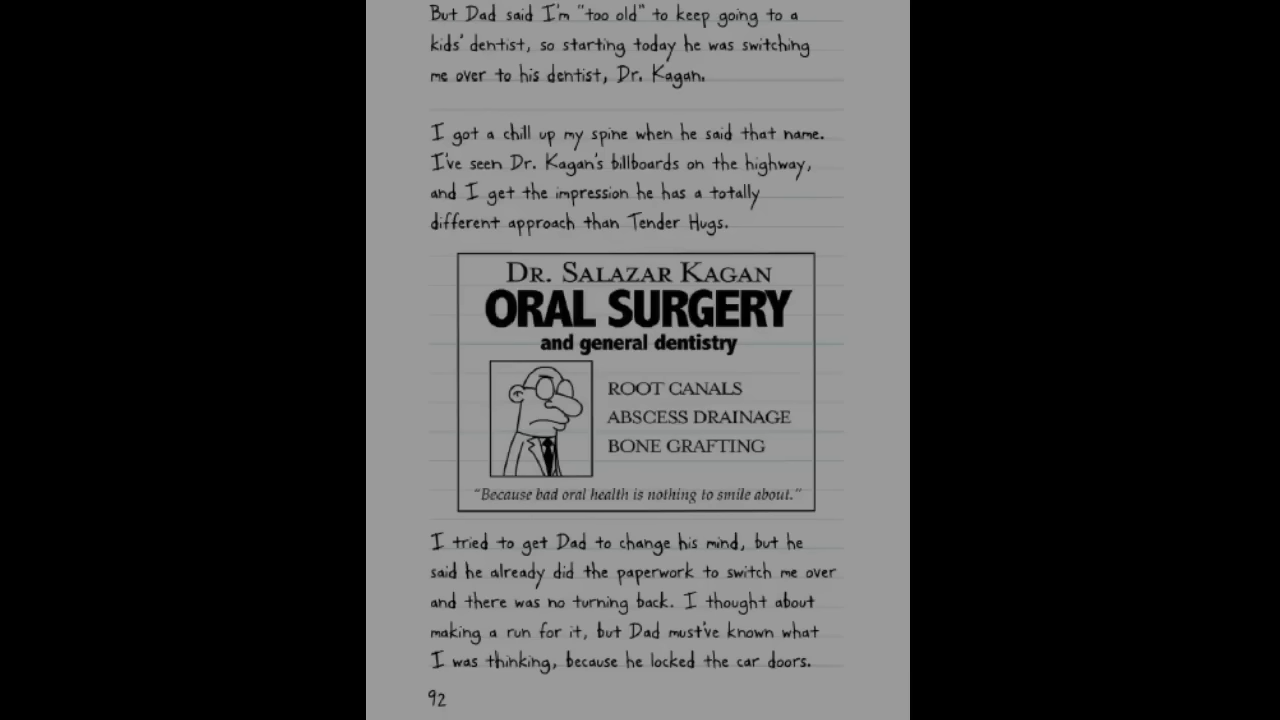 But Dad said I'm "too old" to keep going to a
kids' dentist, so starting today he was switching
me over to his dentist, Dr. Kagan.
I got a chill up my spine when he said that name.
I've seen Dr. Kagan's billboards on the highway,
and I get the impression he has a totally
different approach than Tender Hugs.
DR. SALAZAR KAGAN
ORAL SURGERY
and general dentistry
ROOT CANALS
ABSCESS DRAINAGE
BONE GRAFTING
"Because bad oral health is nothing to smile about."
I tried to get Dad to change his mind, but he
said he already did the paperwork to switch me over
and there was no turning back. I thought about
making a run for it, but Dad must've known what
I was thinking, because he locked the car doors.
92